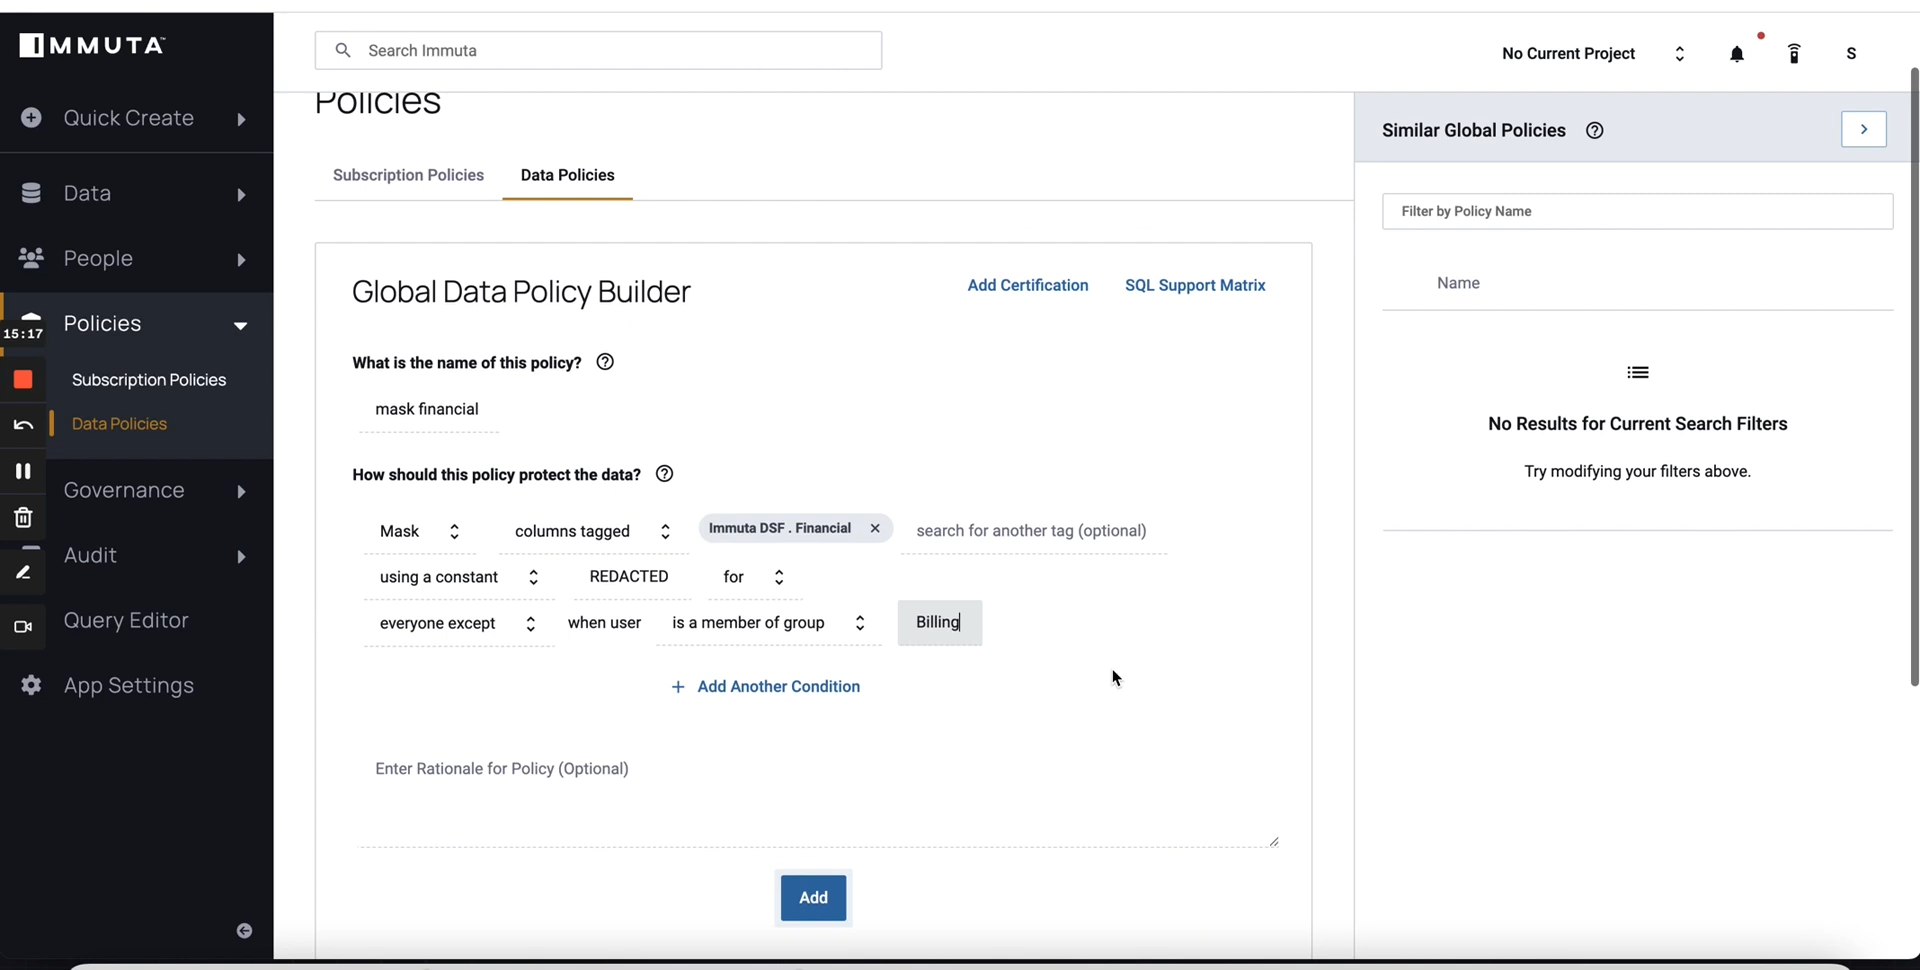 IMMUTA
Search Immuta
No Current Project
S
Quick Create
Data
People
Policies
15:17
Subscription Policies
Data Policies
Governance
Audit
Query Editor
App Settings
Policies
Subscription Policies
Data Policies
Global Data Policy Builder
Add Certification
SQL Support Matrix
What is the name of this policy?
mask financial
How should this policy protect the data?
Mask columns tagged Immuta DSF . Financial search for another tag (optional)
using a constant REDACTED for
everyone except when user is a member of group Billing
+ Add Another Condition
Enter Rationale for Policy (Optional)
Add
Similar Global Policies
Filter by Policy Name
Name
No Results for Current Search Filters
Try modifying your filters above.